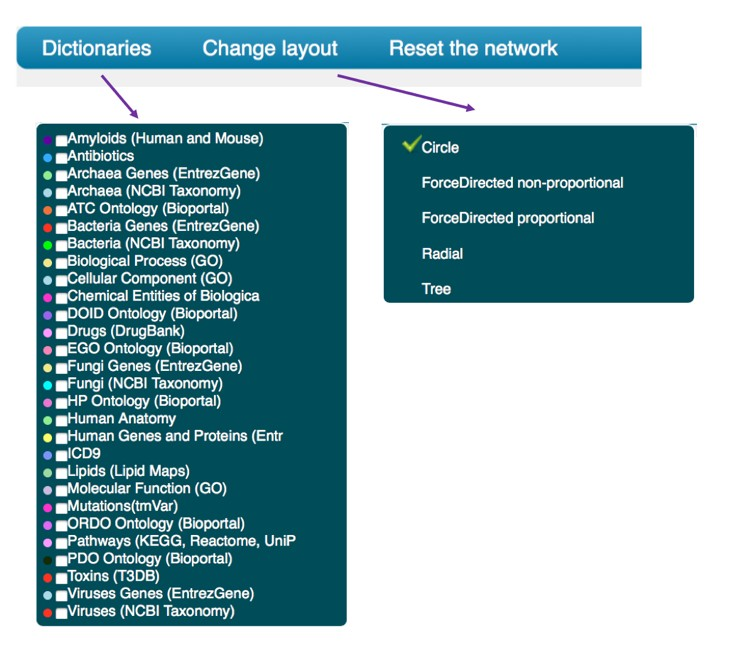 Dictionaries Change layout Reset the network
Amyloids (Human and Mouse)
Antibiotics
Archaea Genes (EntrezGene)
Archaea (NCBI Taxonomy)
ATC Ontology (Bioportal)
Bacteria Genes (EntrezGene)
Bacteria (NCBI Taxonomy)
Biological Process (GO)
Cellular Component (GO)
Chemical Entities of Biologica
DOID Ontology (Bioportal)
Drugs (DrugBank)
EGO Ontology (Bioportal)
Fungi Genes (EntrezGene)
Fungi (NCBI Taxonomy)
HP Ontology (Bioportal)
Human Anatomy
Human Genes and Proteins (Entr
ICD9
Lipids (Lipid Maps)
Molecular Function (GO)
Mutations(tmVar)
ORDO Ontology (Bioportal)
Pathways (KEGG, Reactome, UniP
PDO Ontology (Bioportal)
Toxins (T3DB)
Viruses Genes (EntrezGene)
Viruses (NCBI Taxonomy)
Circle
ForceDirected non-proportional
ForceDirected proportional
Radial
Tree